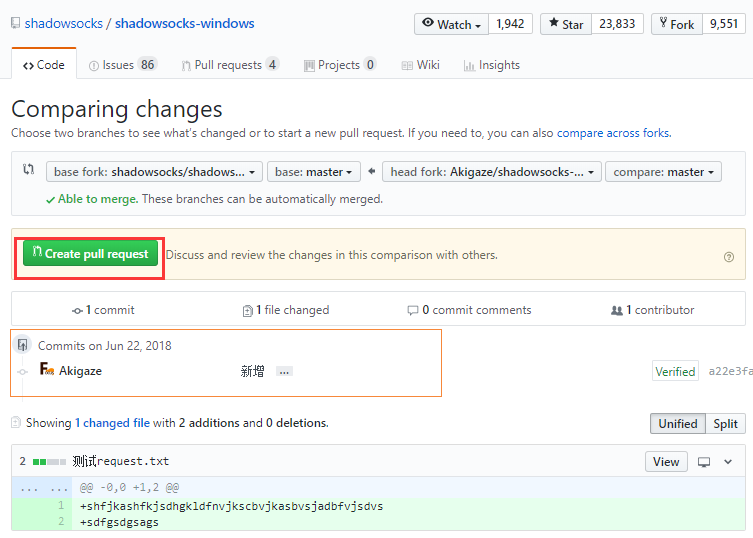 shadowsocks / shadowsocks-windows
Watch 1,942 Star 23,833 Fork 9,551
Code Issues 86 Pull requests 4 Projects 0 Wiki Insights
Comparing changes
Choose two branches to see what's changed or to start a new pull request. If you need to, you can also compare across forks.
base fork: shadowsocks/shadows... base: master head fork: Akigaze/shadowsocks-... compare: master
Able to merge. These branches can be automatically merged.
Create pull request Discuss and review the changes in this comparison with others.
1 commit 1 file changed 0 commit comments 1 contributor
Commits on Jun 22, 2018
Akigaze 新增 … Verified a22e3fa
Showing 1 changed file with 2 additions and 0 deletions. Unified Split
2 测试request.txt View
... ... @@ -0,0 +1,2 @@
1 +shfjkashfkjsdhgkldfnvjkscbvjkasbvsjadbfvjsdvs
2 +sdfgsdgsags